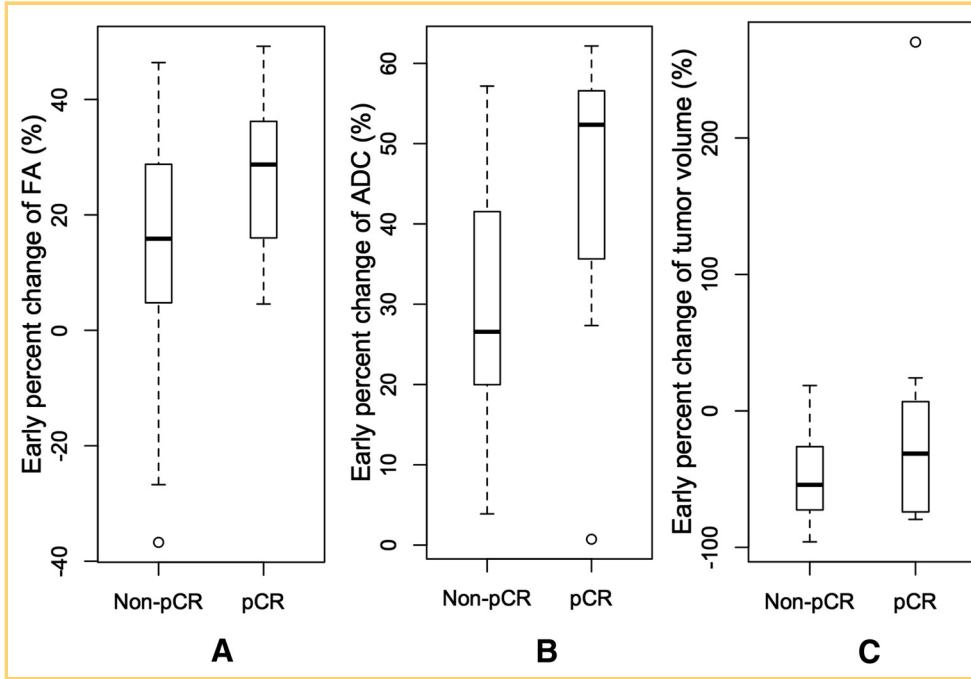 Early percent change of FA (%)
40
20
0
-20
-40
Non-pCR pCR
A
Early percent change of ADC (%)
60
50
40
30
20
10
0
Non-pCR pCR
B
Early percent change of tumor volume (%)
200
100
0
-100
Non-pCR pCR
C